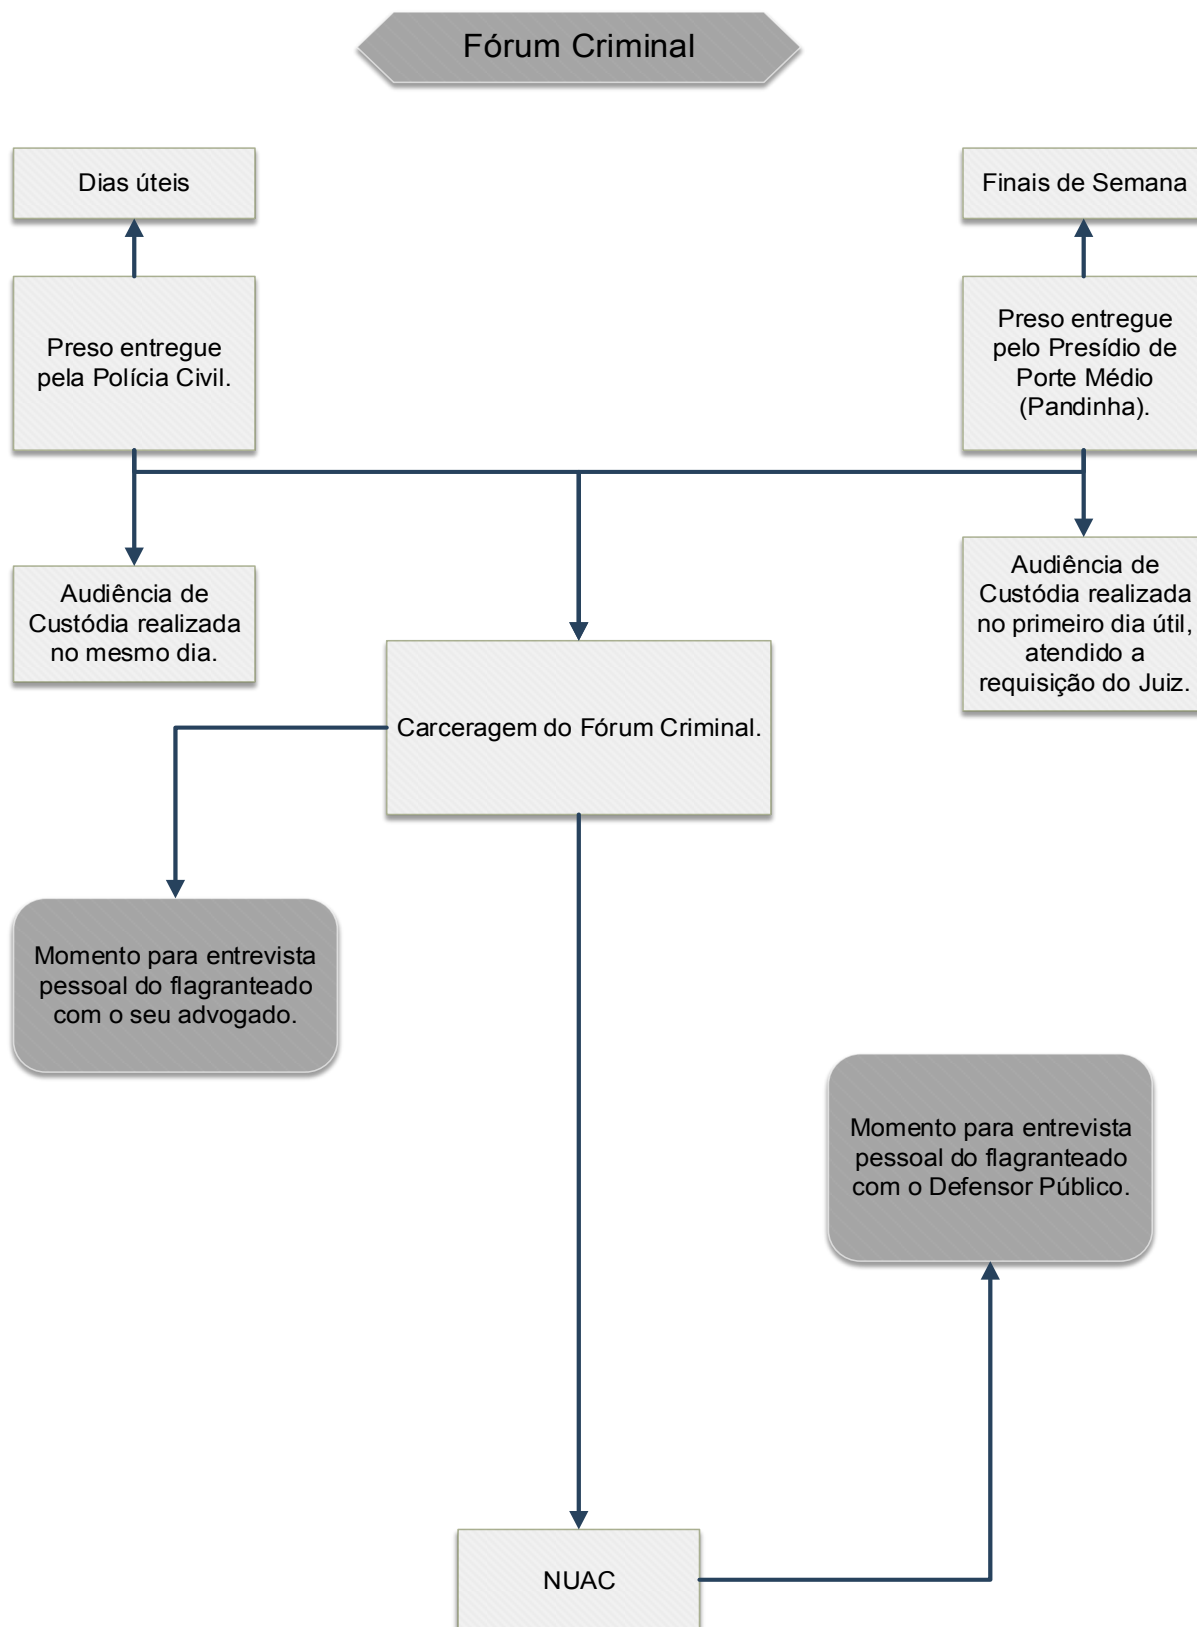 Fórum Criminal
Dias úteis
Finais de Semana
Preso entregue
pela Polícia Civil.
Preso entregue
pelo Presídio de
Porte Médio
(Pandinha).
Audiência de
Custódia realizada
no mesmo dia.
Audiência de
Custódia realizada
no primeiro dia útil,
atendido a
requisição do Juiz.
Carceragem do Fórum Criminal.
Momento para entrevista
pessoal do flagranteado
com o seu advogado.
Momento para entrevista
pessoal do flagranteado
com o Defensor Público.
NUAC